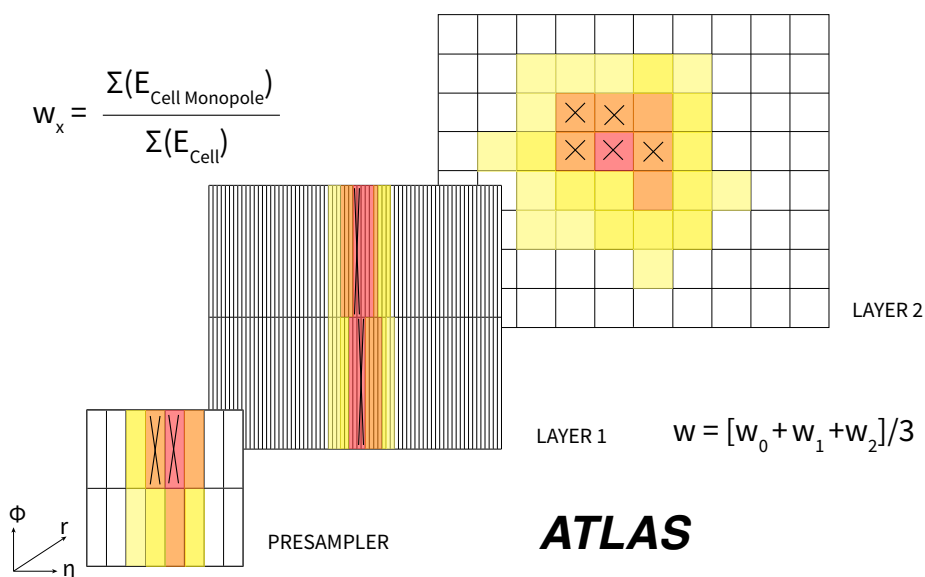 w_x = Σ(E_Cell Monopole) / Σ(E_Cell)
LAYER 2
LAYER 1
w = [w_0 + w_1 + w_2]/3
PRESAMPLER
ATLAS
Φ
r
η